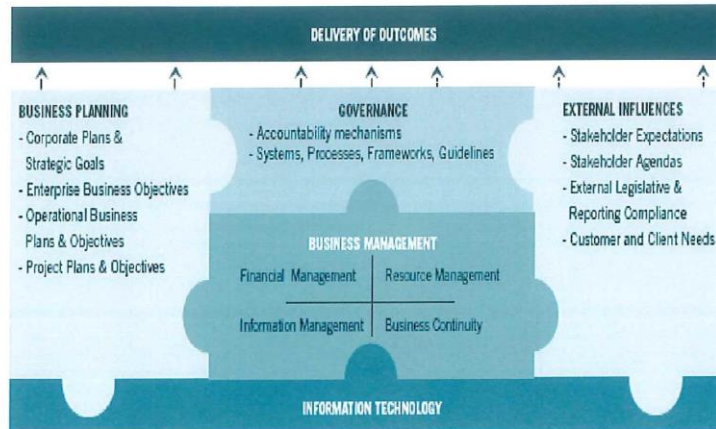 DELIVERY OF OUTCOMES
BUSINESS PLANNING
- Corporate Plans &
Strategic Goals
- Enterprise Business Objectives
- Operational Business
Plans & Objectives
- Project Plans & Objectives
GOVERNANCE
- Accountability mechanisms
- Systems, Processes, Frameworks, Guidelines
EXTERNAL INFLUENCES
- Stakeholder Expectations
- Stakeholder Agendas
- External Legislative &
Reporting Compliance
- Customer and Client Needs
BUSINESS MANAGEMENT
Financial Management
Resource Management
Information Management
Business Continuity
INFORMATION TECHNOLOGY